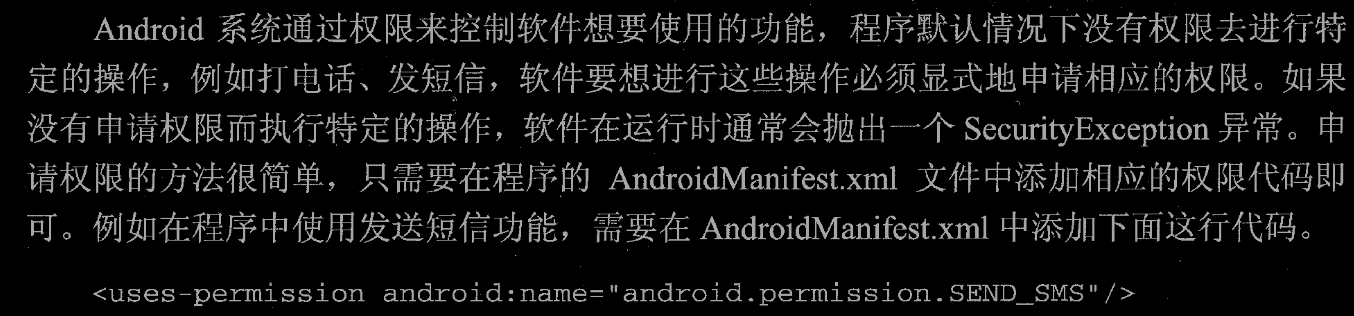 Android 系统通过权限来控制软件想要使用的功能，程序默认情况下没有权限去进行特
定的操作，例如打电话、发短信，软件要想进行这些操作必须显式地申请相应的权限。如果
没有申请权限而执行特定的操作，软件在运行时通常会抛出一个 SecurityException 异常。申
请权限的方法很简单，只需要在程序的 AndroidManifest.xml 文件中添加相应的权限代码即
可。例如在程序中使用发送短信功能，需要在 AndroidManifest.xml 中添加下面这行代码。
<uses-permission android:name="android.permission.SEND_SMS"/>